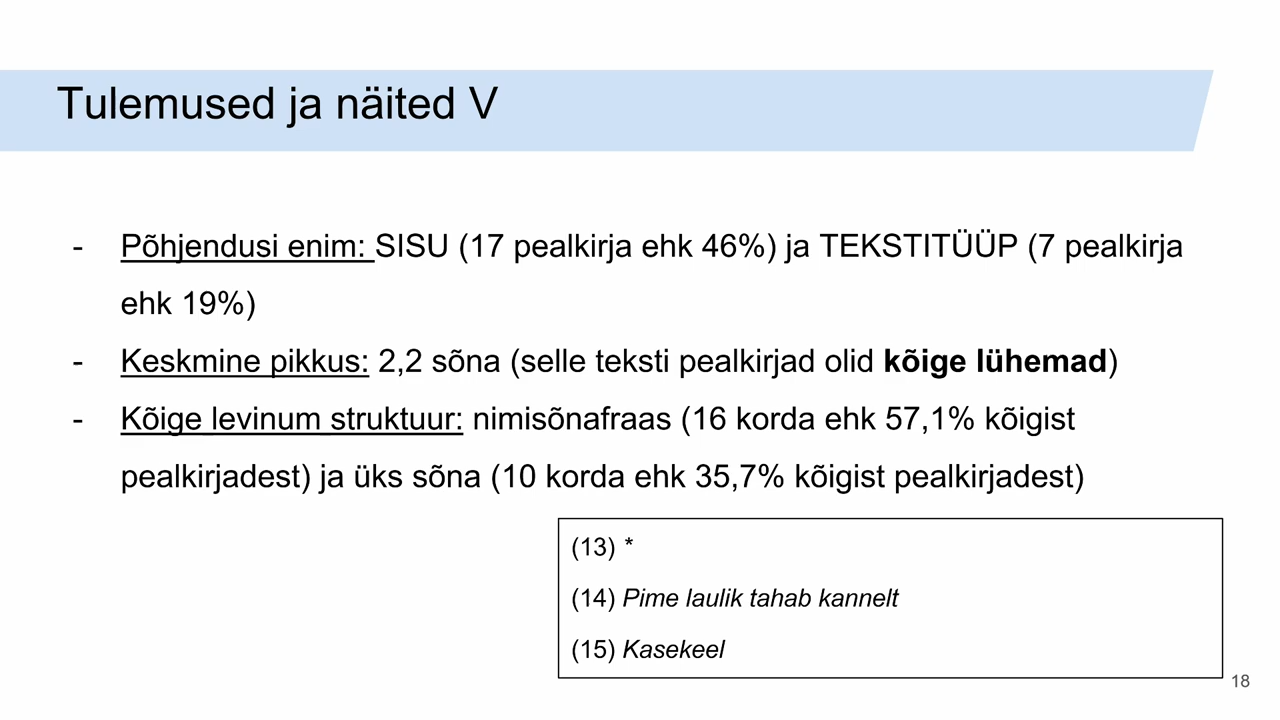 Tulemused ja näited V
- Põhjendusi enim: SISU (17 pealkirja ehk 46%) ja TEKSTITÜÜP (7 pealkirja
ehk 19%)
- Keskmine pikkus: 2,2 sõna (selle teksti pealkirjad olid kõige lühemad)
- Kõige levinum struktuur: nimisõnafraas (16 korda ehk 57,1% kõigist
pealkirjadest) ja üks sõna (10 korda ehk 35,7% kõigist pealkirjadest)
(13) *
(14) Pime laulik tahab kannelt
(15) Kasekeel
18